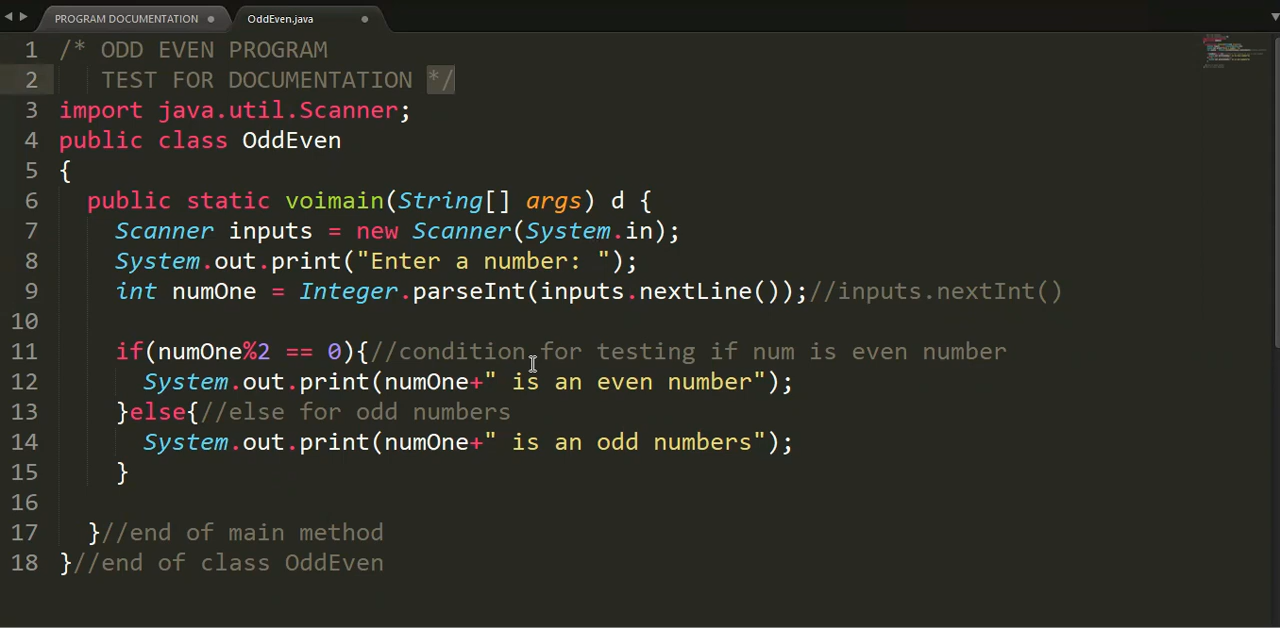 PROGRAM DOCUMENTATION
OddEven.java
1 /* ODD EVEN PROGRAM
2 TEST FOR DOCUMENTATION */
3 import java.util.Scanner;
4 public class OddEven
5 {
6 public static voimain(String[] args) d {
7 Scanner inputs = new Scanner(System.in);
8 System.out.print("Enter a number: ");
9 int numOne = Integer.parseInt(inputs.nextLine());//inputs.nextInt()
10
11 if(numOne%2 == 0){//condition for testing if num is even number
12 System.out.print(numOne+" is an even number");
13 }else{//else for odd numbers
14 System.out.print(numOne+" is an odd numbers");
15 }
16
17 }//end of main method
18 }//end of class OddEven